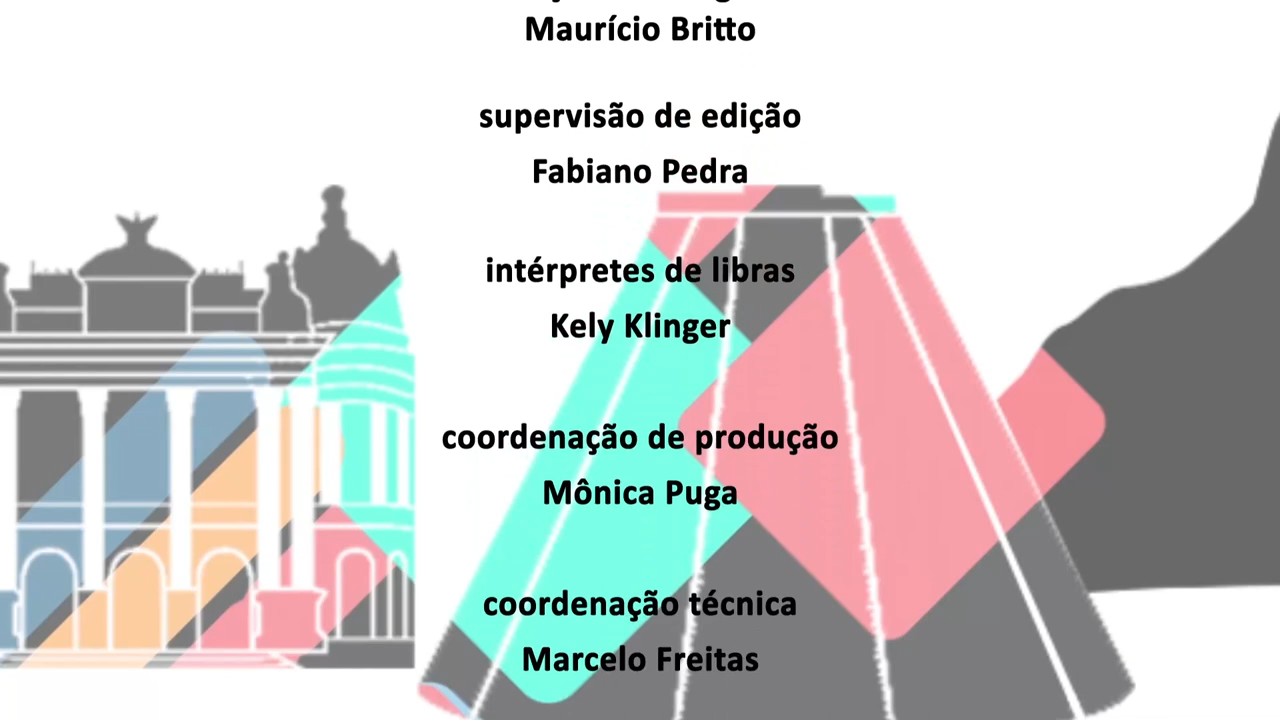 Maurício Britto
supervisão de edição
Fabiano Pedra
intérpretes de libras
Kely Klinger
coordenação de produção
Mônica Puga
coordenação técnica
Marcelo Freitas